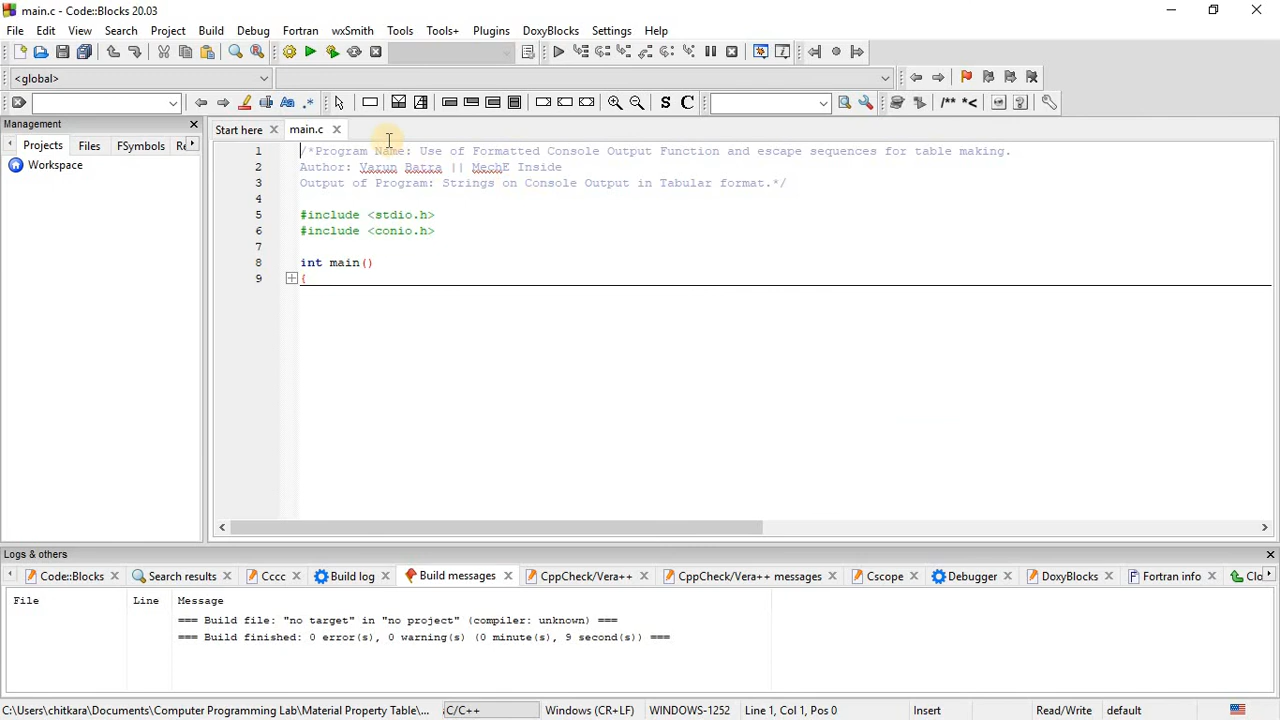 main.c - Code::Blocks 20.03
File Edit View Search Project Build Debug Fortran wxSmith Tools Tools+ Plugins DoxyBlocks Settings Help
<global>
S C /** *<
Management
Projects Files FSymbols Re
Workspace
Start here main.c
1 /*Program Name: Use of Formatted Console Output Function and escape sequences for table making.
2 Author: Varun Batra || MechE Inside
3 Output of Program: Strings on Console Output in Tabular format.*/
4
5 #include <stdio.h>
6 #include <conio.h>
7
8 int main()
9 {
Logs & others
Code::Blocks Search results Cccc Build log Build messages CppCheck/Vera++ CppCheck/Vera++ messages Cscope Debugger DoxyBlocks Fortran info Clo
File Line Message
=== Build file: "no target" in "no project" (compiler: unknown) ===
=== Build finished: 0 error(s), 0 warning(s) (0 minute(s), 9 second(s)) ===
C:\Users\chitkara\Documents\Computer Programming Lab\Material Property Table\... C/C++ Windows (CR+LF) WINDOWS-1252 Line 1, Col 1, Pos 0 Insert Read/Write default